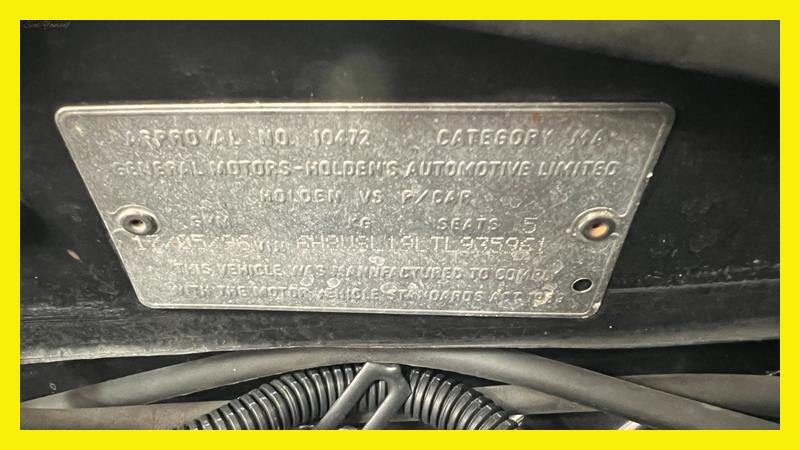 APPROVAL NO. 10472 CATEGORY MA
GENERAL MOTORS-HOLDEN'S AUTOMOTIVE LIMITED
HOLDEN VS P/CAR
GVM KG SEATS 5
VIN 6H8VSL19LTL935961
THIS VEHICLE WAS MANUFACTURED TO COMPLY
WITH THE MOTOR VEHICLE STANDARDS ACT 1989